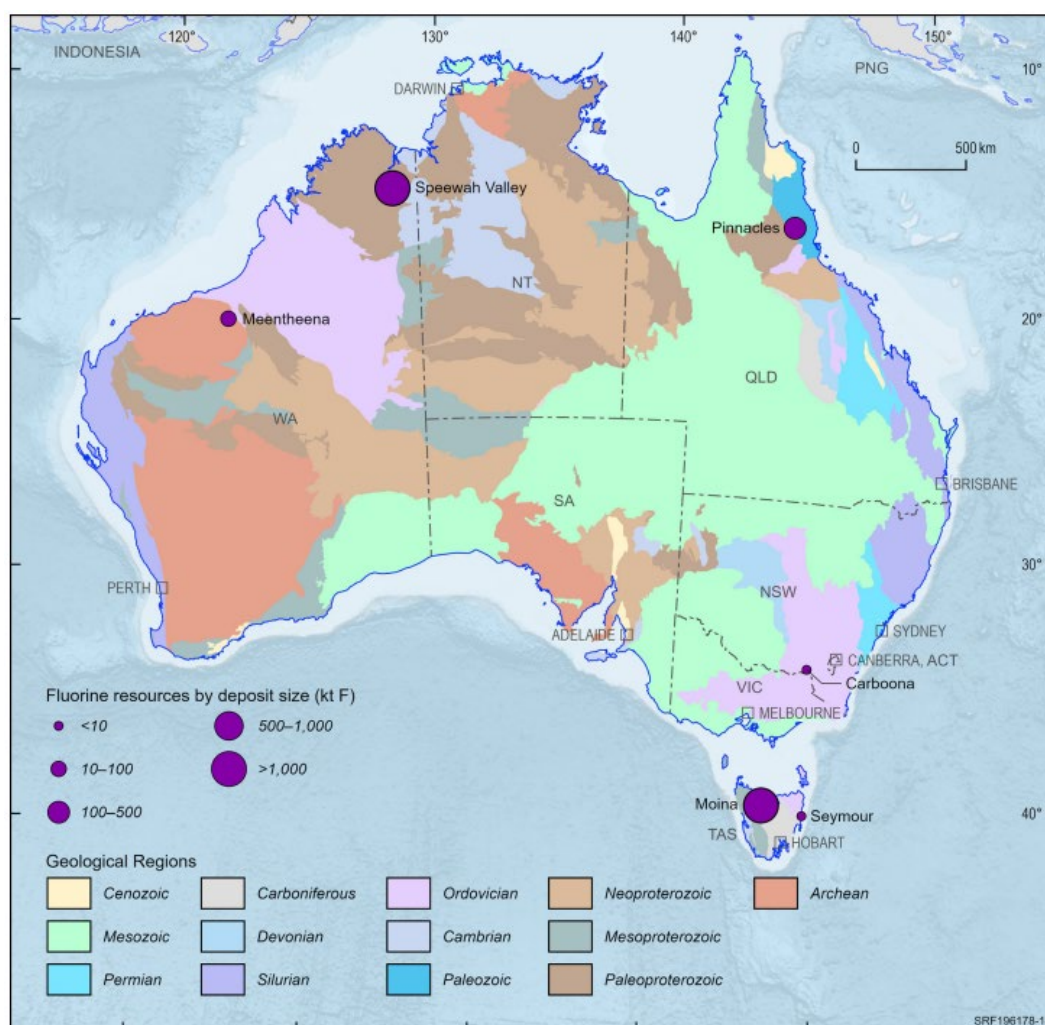 120°
130°
140°
150°
INDONESIA
PNG
10°
DARWIN
0
500 km
Speewah Valley
Pinnacles
NT
Meentheena
20°
QLD
WA
BRISBANE
SA
30°
PERTH
NSW
ADELAIDE
SYDNEY
CANBERRA, ACT
Carboona
VIC
MELBOURNE
Fluorine resources by deposit size (kt F)
<10
500–1,000
10–100
>1,000
100–500
Moina
Seymour
40°
TAS
HOBART
Geological Regions
Cenozoic
Carboniferous
Ordovician
Neoproterozoic
Archean
Mesozoic
Devonian
Cambrian
Mesoproterozoic
Permian
Silurian
Paleozoic
Paleoproterozoic
SRF196178-1